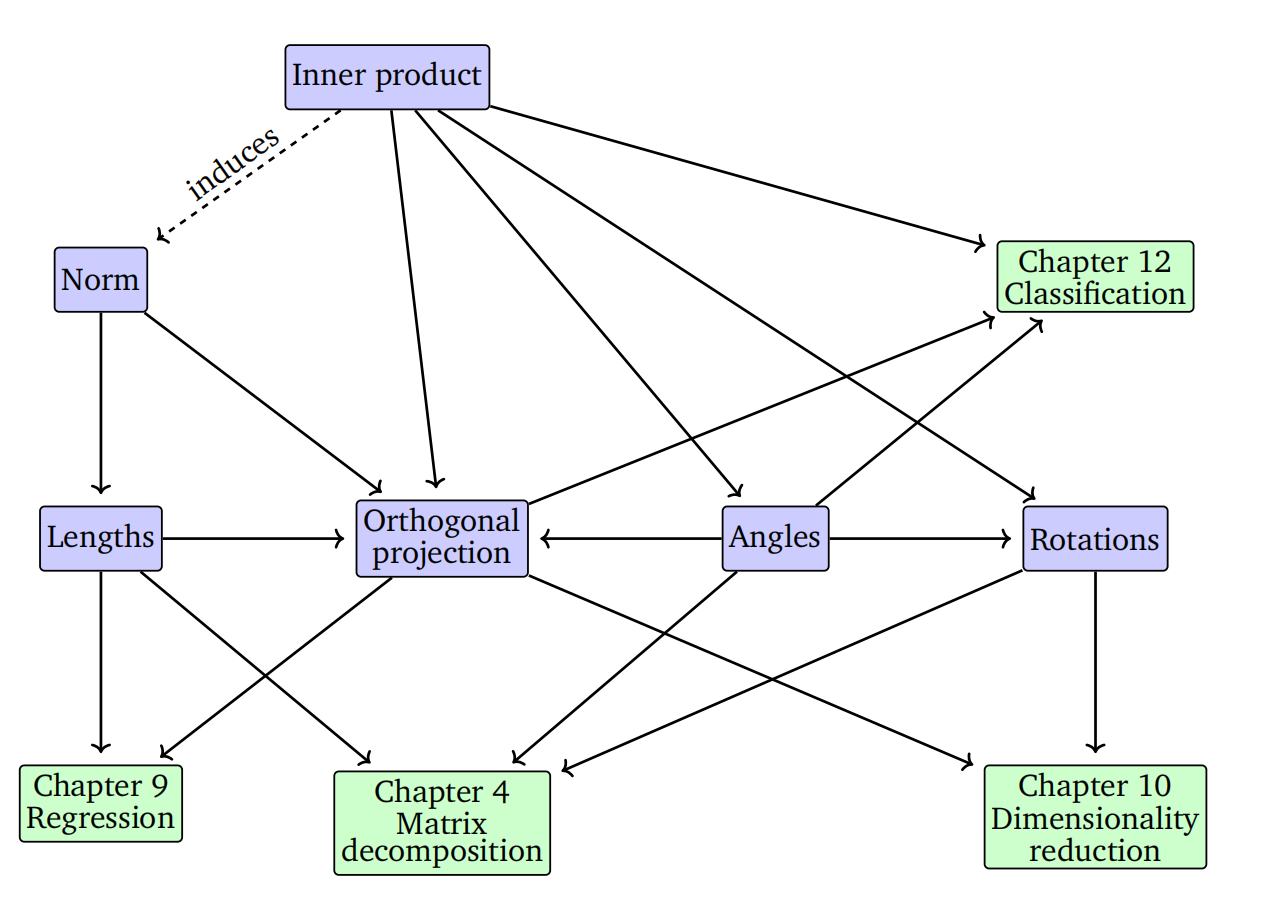 Inner product
induces
Norm
Chapter 12
Classification
Lengths
Orthogonal
projection
Angles
Rotations
Chapter 9
Regression
Chapter 4
Matrix
decomposition
Chapter 10
Dimensionality
reduction